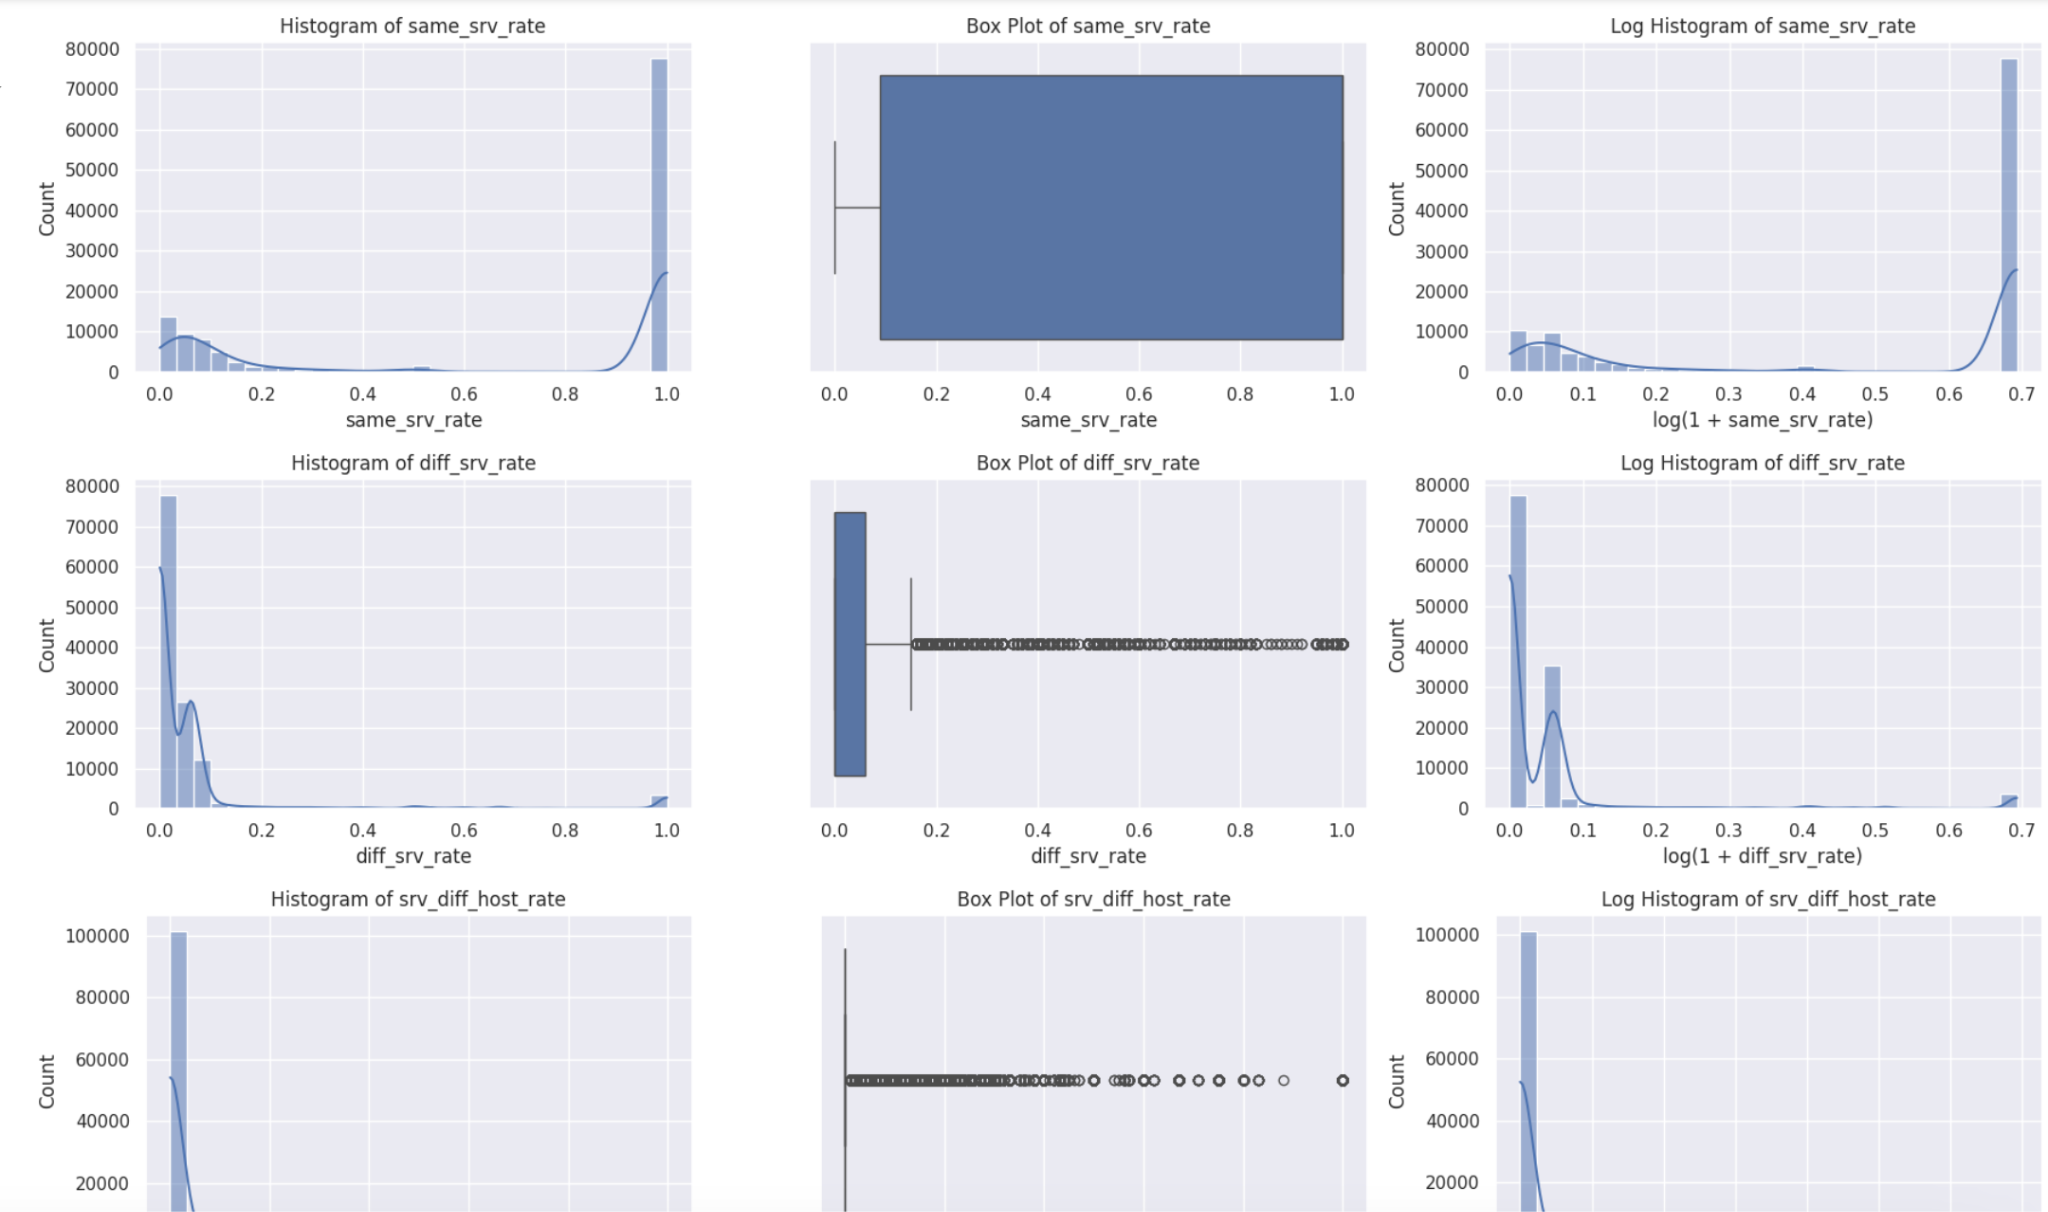 Histogram of same_srv_rate
80000
70000
60000
50000
40000
30000
20000
10000
0
Count
0.0 0.2 0.4 0.6 0.8 1.0
same_srv_rate
Box Plot of same_srv_rate
0.0 0.2 0.4 0.6 0.8 1.0
same_srv_rate
Log Histogram of same_srv_rate
80000
70000
60000
50000
40000
30000
20000
10000
0
Count
0.0 0.1 0.2 0.3 0.4 0.5 0.6 0.7
log(1 + same_srv_rate)
Histogram of diff_srv_rate
80000
70000
60000
50000
40000
30000
20000
10000
0
Count
0.0 0.2 0.4 0.6 0.8 1.0
diff_srv_rate
Box Plot of diff_srv_rate
0.0 0.2 0.4 0.6 0.8 1.0
diff_srv_rate
Log Histogram of diff_srv_rate
80000
70000
60000
50000
40000
30000
20000
10000
0
Count
0.0 0.1 0.2 0.3 0.4 0.5 0.6 0.7
log(1 + diff_srv_rate)
Histogram of srv_diff_host_rate
100000
80000
60000
40000
20000
Count
Box Plot of srv_diff_host_rate
Log Histogram of srv_diff_host_rate
100000
80000
60000
40000
20000
Count